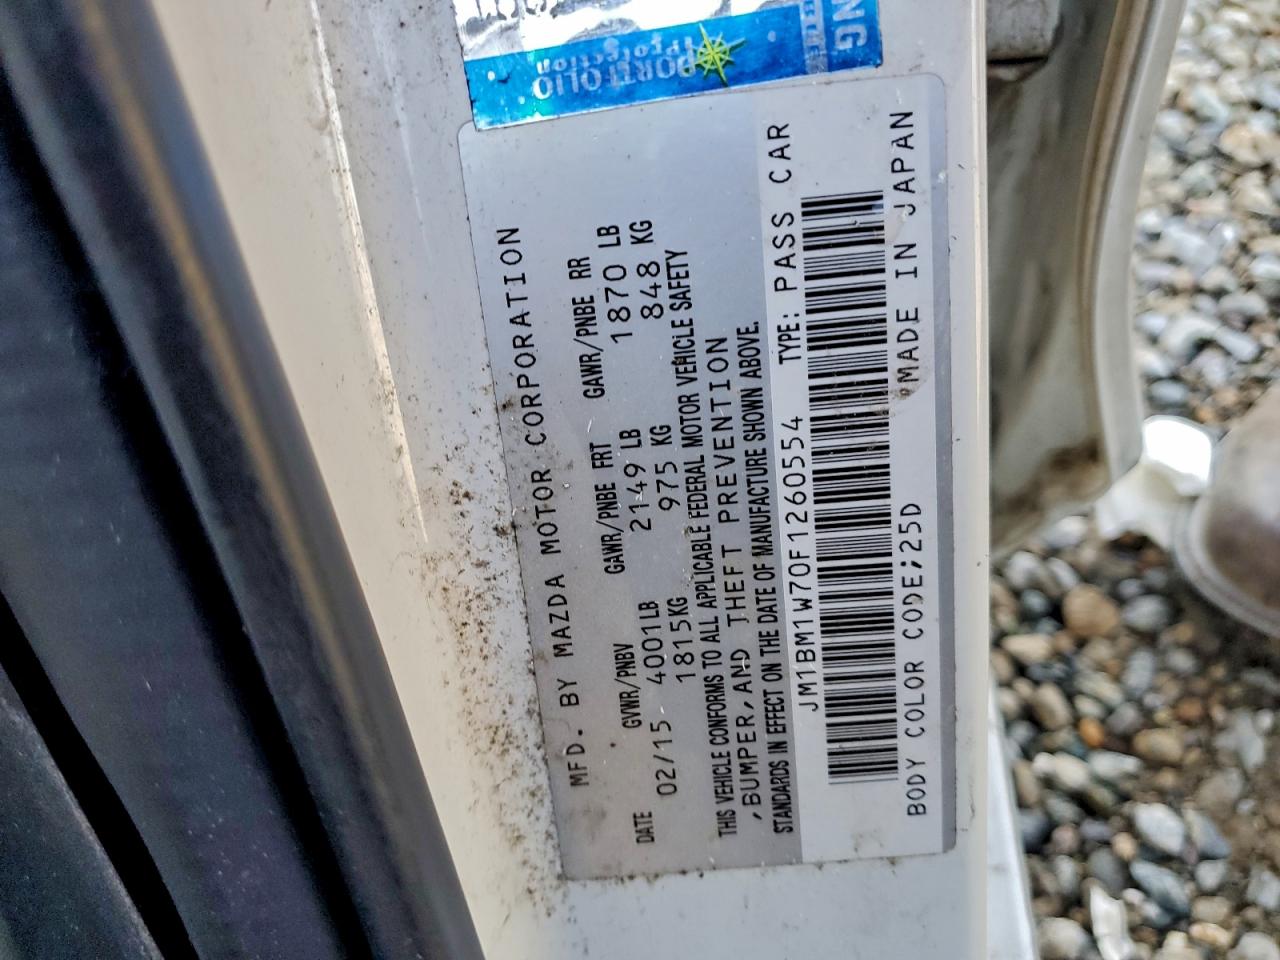 PORTFOLIO
Protection
NG
MFD. BY MAZDA MOTOR CORPORATION
GVWR/PNBV GAWR/PNBE FRT GAWR/PNBE RR
DATE 02/15 4001LB 2149 LB 1870 LB
1815KG 975 KG 848 KG
THIS VEHICLE CONFORMS TO ALL APPLICABLE FEDERAL MOTOR VEHICLE SAFETY
,BUMPER,AND THEFT PREVENTION
STANDARDS IN EFFECT ON THE DATE OF MANUFACTURE SHOWN ABOVE.
JM1BM1W70F1260554 TYPE: PASS CAR
BODY COLOR CODE;25D MADE IN JAPAN